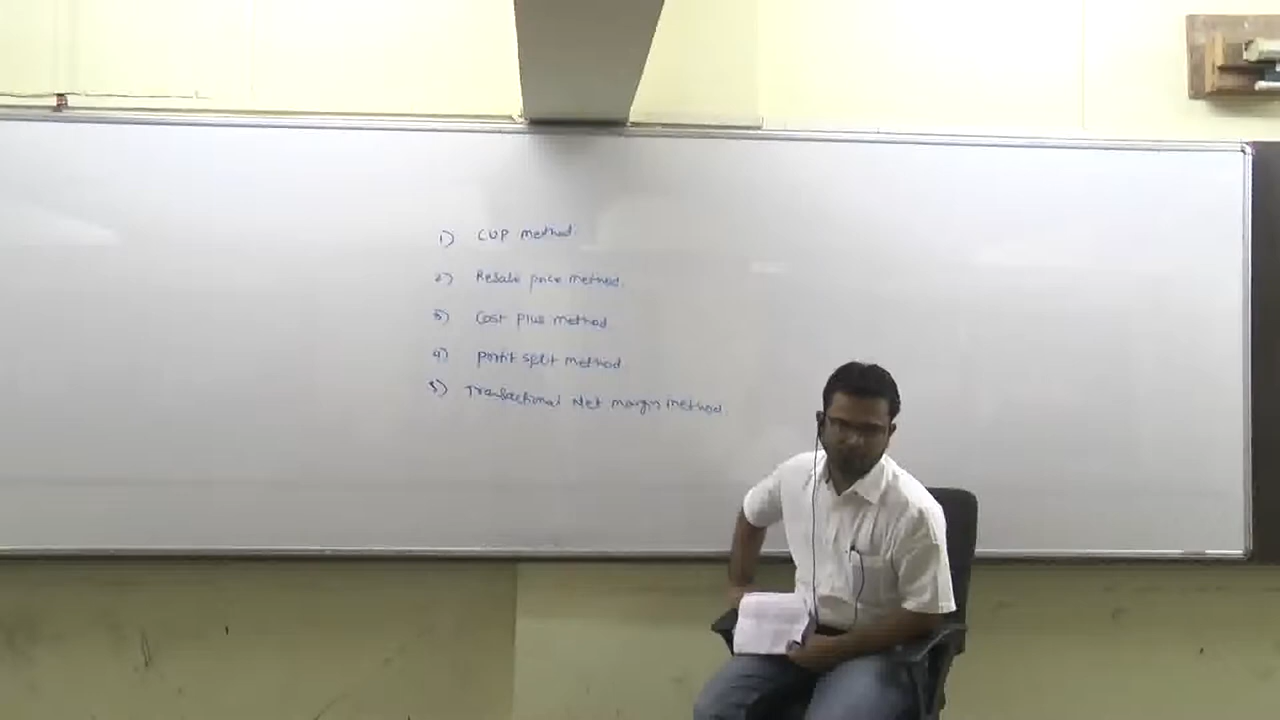 1) CUP method.
2) Resale price method.
3) Cost plus method
4) profit split method
5) Transactional Net margin method.